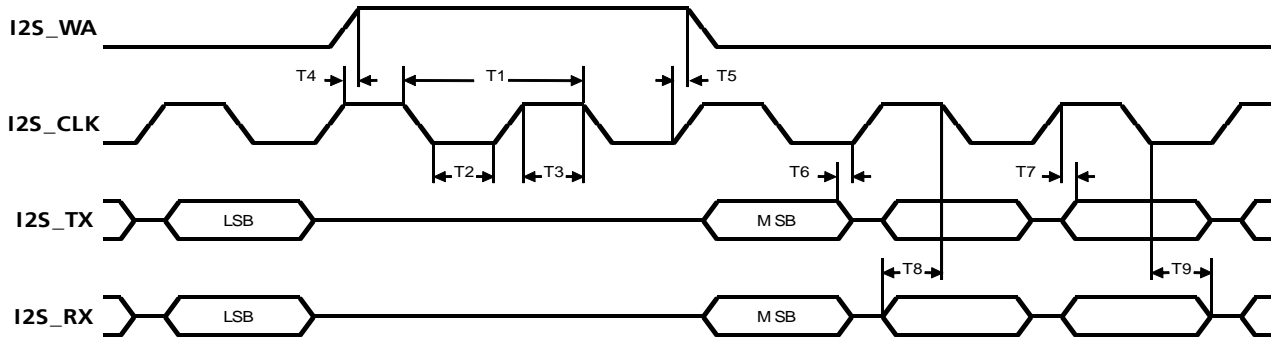 I2S_WA
T4
T1
T5
I2S_CLK
T2
T3
T6
T7
I2S_TX
LSB
MSB
T8
T9
I2S_RX
LSB
MSB